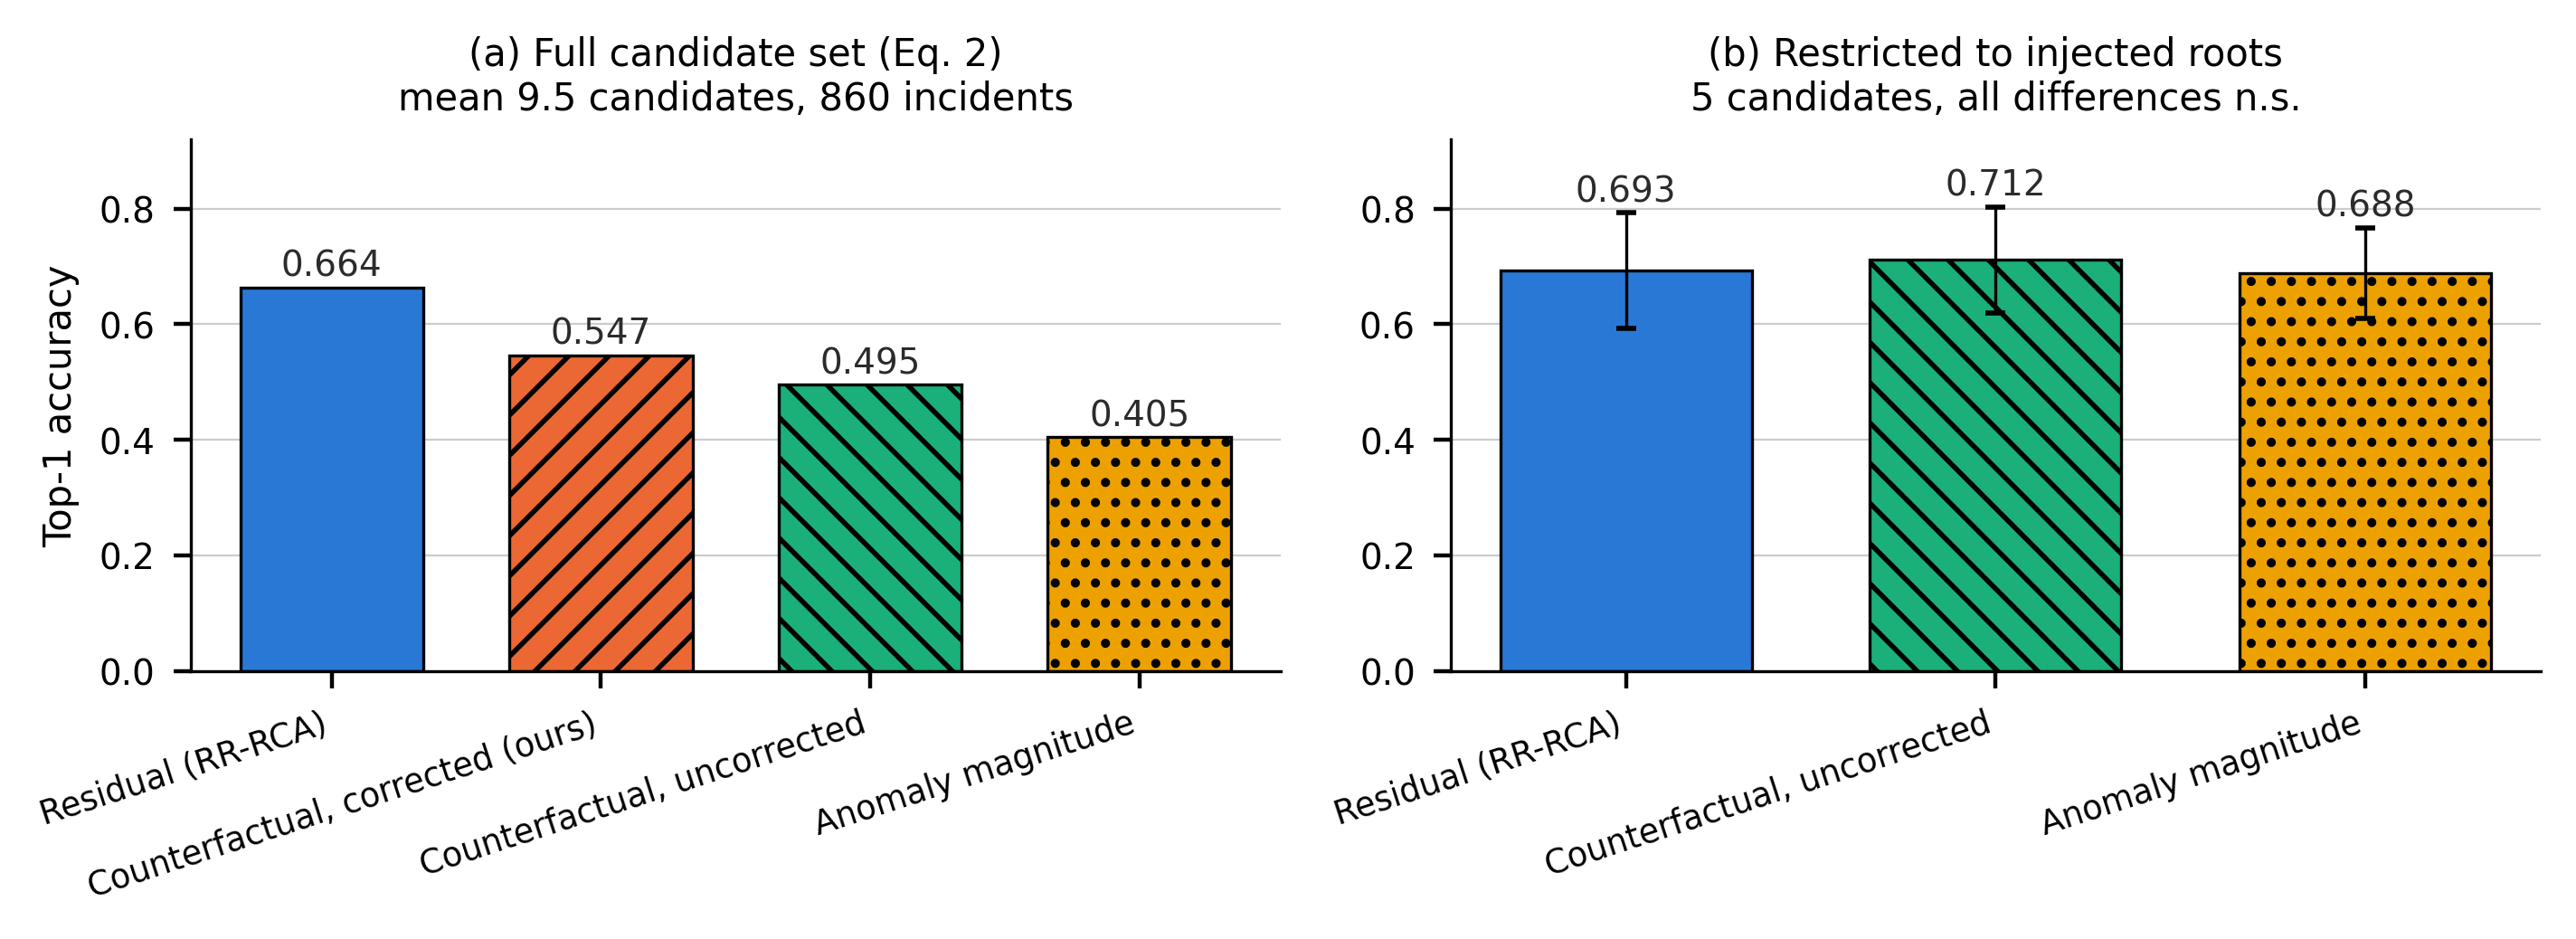 (a) Full candidate set (Eq. 2)
mean 9.5 candidates, 860 incidents
Top-1 accuracy
0.8
0.6
0.4
0.2
0.0
0.664
0.547
0.495
0.405
Residual (RR-RCA)
Counterfactual, corrected (ours)
Counterfactual, uncorrected
Anomaly magnitude
(b) Restricted to injected roots
5 candidates, all differences n.s.
0.8
0.6
0.4
0.2
0.0
0.693
0.712
0.688
Residual (RR-RCA)
Counterfactual, uncorrected
Anomaly magnitude